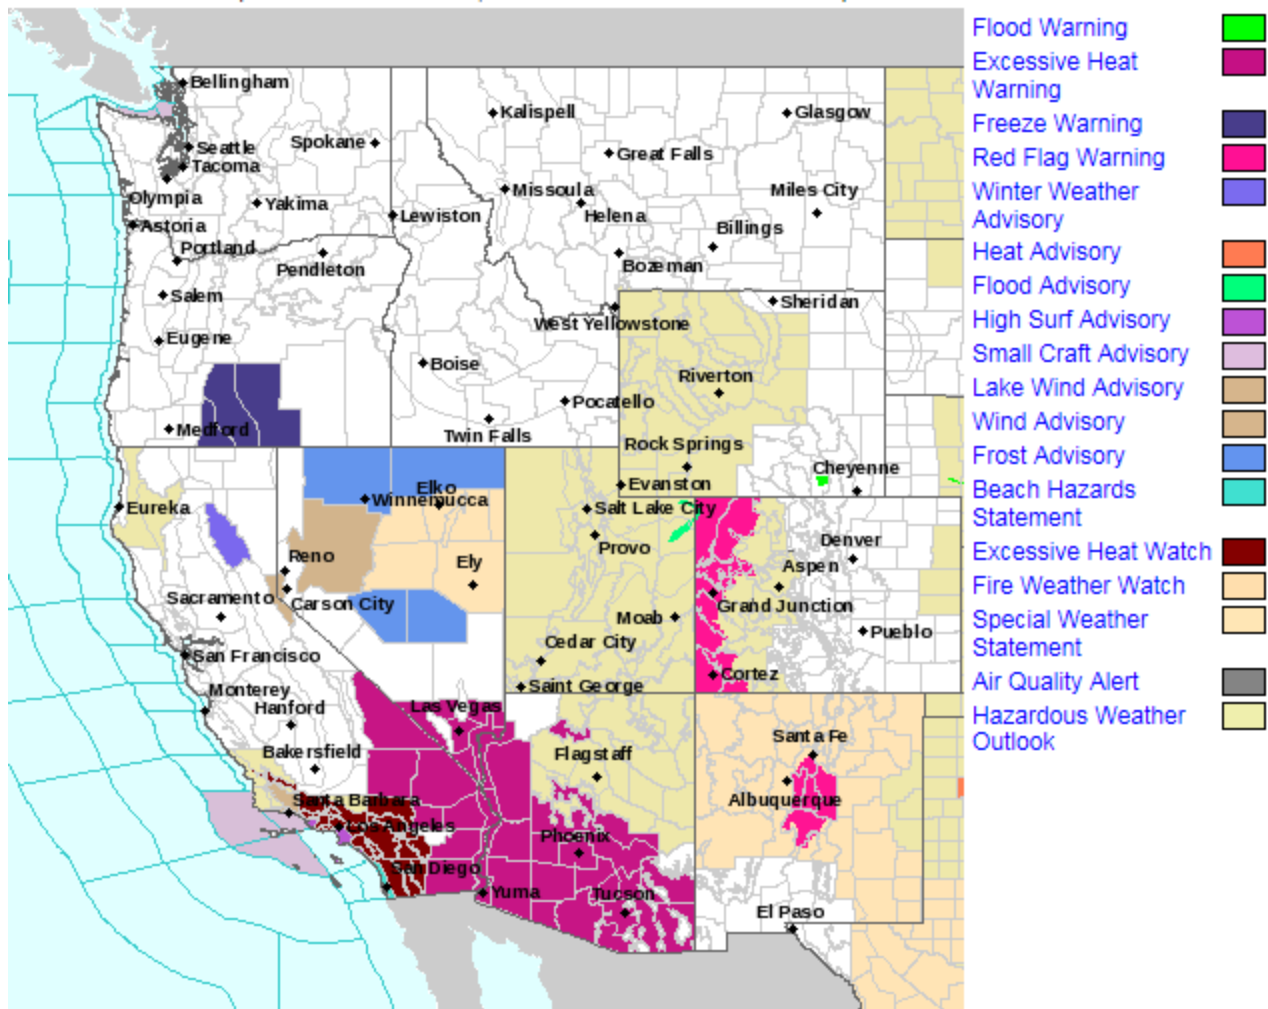 Bellingham
Kalispell
Glasgow
Seattle
Spokane
Great Falls
Tacoma
Missoula
Miles City
Olympia
Yakima
Lewiston
Helena
Astoria
Billings
Portland
Pendleton
Bozeman
Salem
Sheridan
West Yellowstone
Eugene
Boise
Riverton
Pocatello
Medford
Twin Falls
Rock Springs
Cheyenne
Evanston
Elko
Winnemucca
Eureka
Salt Lake City
Provo
Denver
Reno
Ely
Aspen
Sacramento
Carson City
Grand Junction
Moab
Pueblo
Cedar City
San Francisco
Cortez
Saint George
Monterey
Hanford
Las Vegas
Santa Fe
Bakersfield
Flagstaff
Santa Barbara
Albuquerque
Los Angeles
Phoenix
San Diego
Yuma
Tucson
El Paso
Flood Warning
Excessive Heat
Warning
Freeze Warning
Red Flag Warning
Winter Weather
Advisory
Heat Advisory
Flood Advisory
High Surf Advisory
Small Craft Advisory
Lake Wind Advisory
Wind Advisory
Frost Advisory
Beach Hazards
Statement
Excessive Heat Watch
Fire Weather Watch
Special Weather
Statement
Air Quality Alert
Hazardous Weather
Outlook